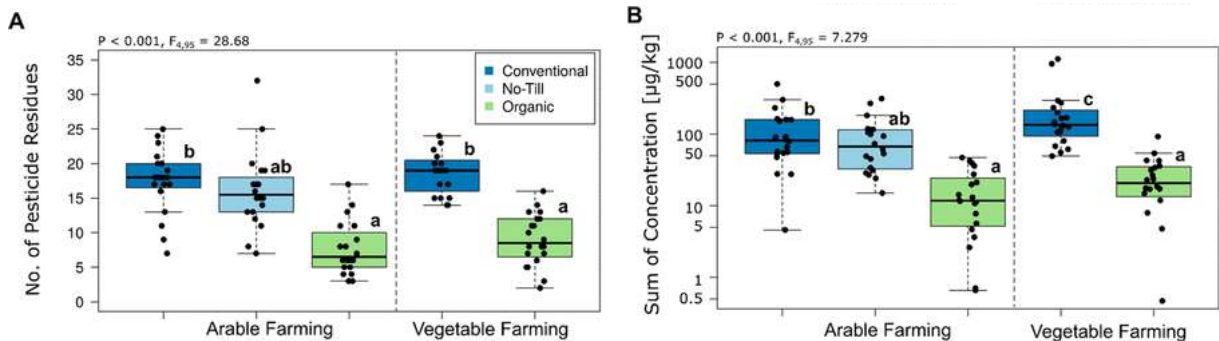 A
P < 0.001, F4,95 = 28.68
No. of Pesticide Residues
35
30
25
20
15
10
5
0
Conventional
No-Till
Organic
b
ab
a
b
a
Arable Farming
Vegetable Farming
B
P < 0.001, F4,95 = 7.279
Sum of Concentration [µg/kg]
1000
500
100
50
10
5
1
0.5
b
ab
a
c
a
Arable Farming
Vegetable Farming